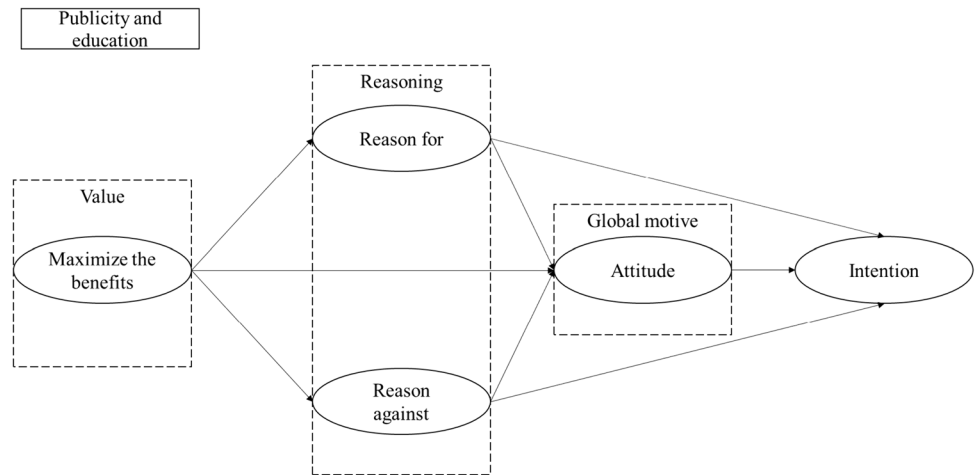 Publicity and
education
Reasoning
Reason for
Value
Global motive
Maximize the
benefits
Attitude
Intention
Reason
against